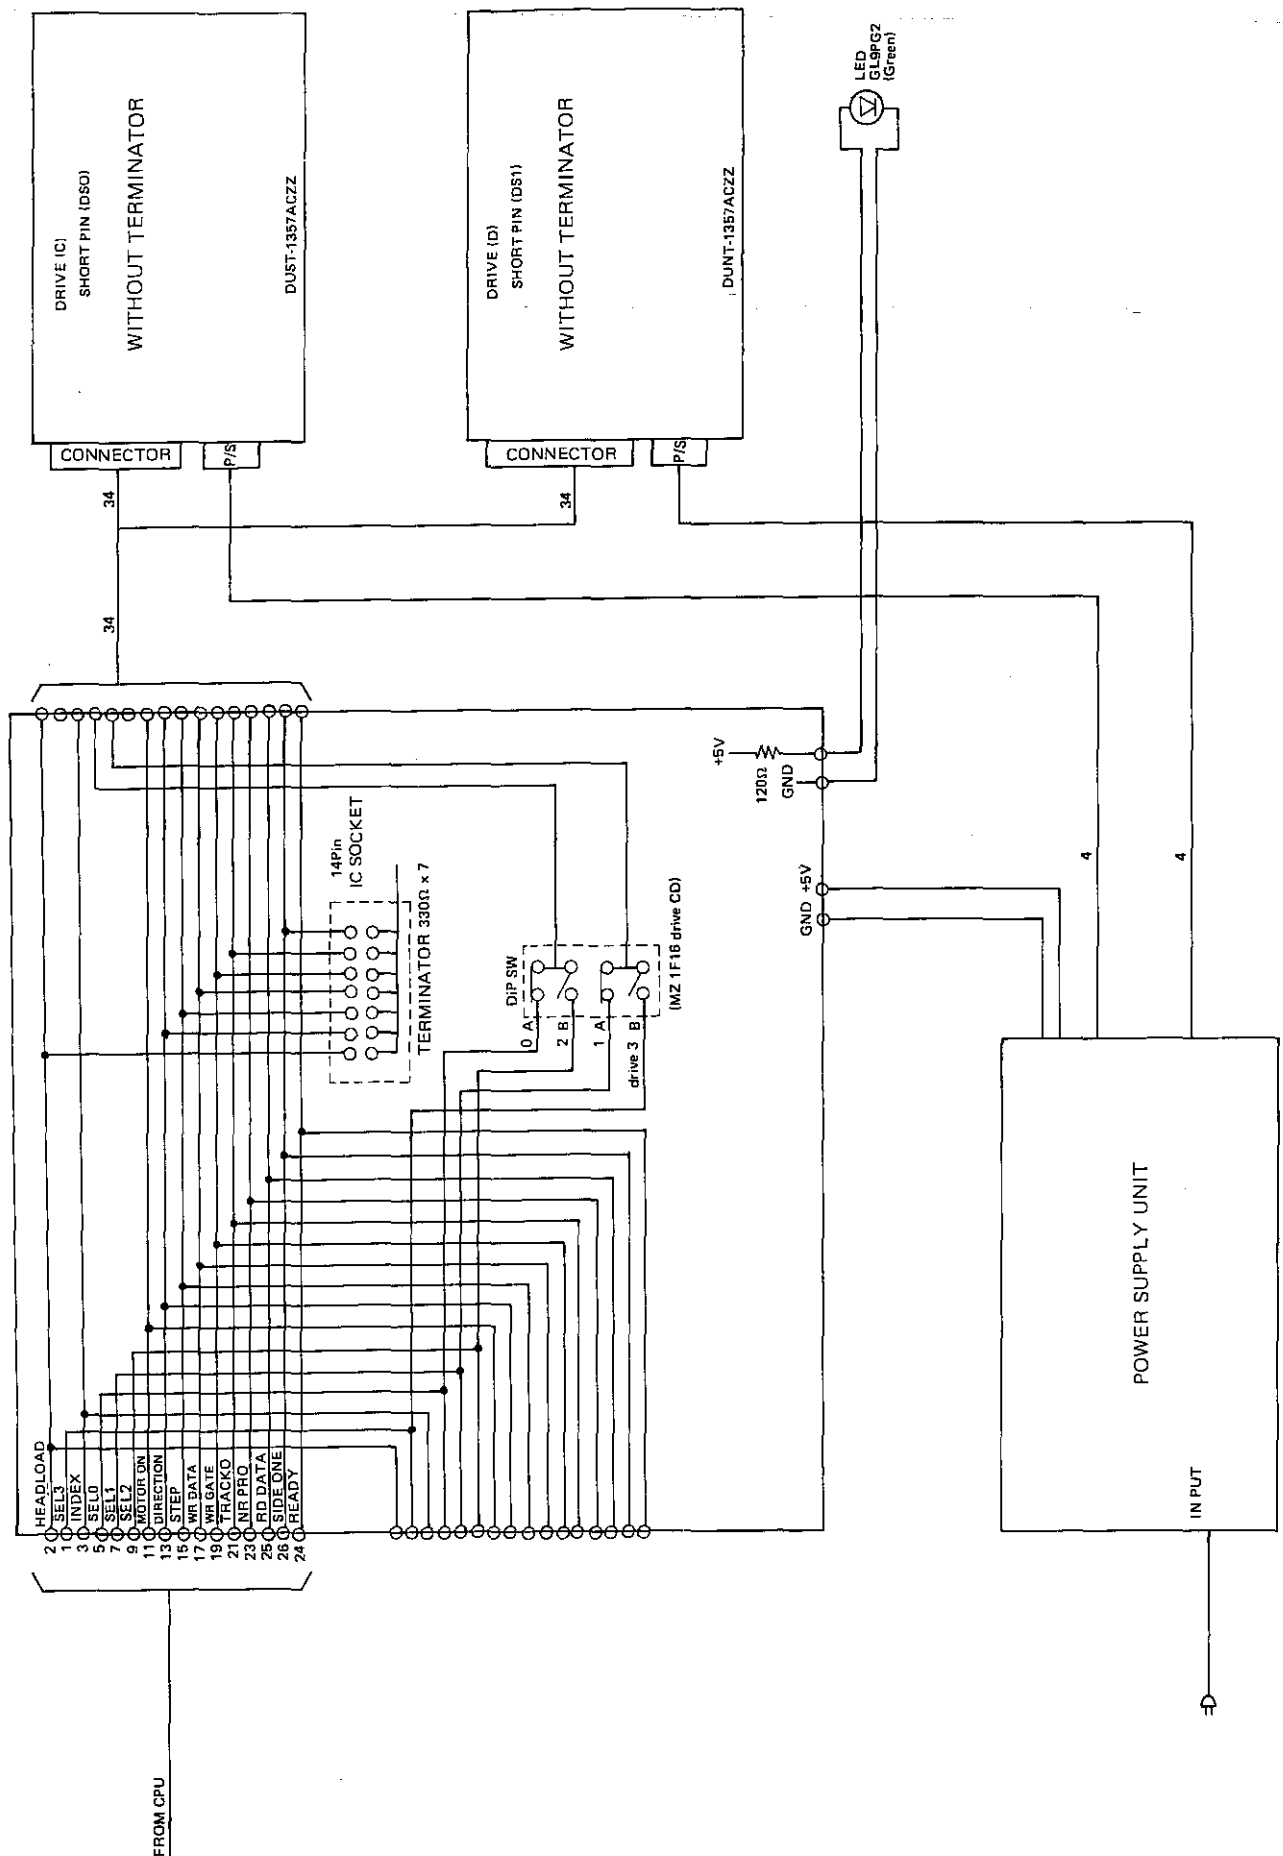 DRIVE (C)
SHORT PIN (DS0)
WITHOUT TERMINATOR
DUST-1357ACZZ
CONNECTOR
P/S
34
34
DRIVE (D)
SHORT PIN (DS1)
WITHOUT TERMINATOR
DUNT-1357ACZZ
CONNECTOR
P/S
34
LED
GL9PG2
(Green)
+5V
120Ω
GND
GND
+5V
4
4
14Pin
IC SOCKET
TERMINATOR 330Ω x 7
DiP SW
0 A
2 B
1 A
drive 3 B
(MZ 1F16 drive CD)
2 HEADLOAD
1 SEL3
3 INDEX
5 SEL0
7 SEL1
9 SEL2
11 MOTOR ON
13 DIRECTION
15 STEP
17 WR DATA
19 WR GATE
21 TRACKO
23 NR PRO
25 RD DATA
26 SIDE ONE
24 READY
FROM CPU
POWER SUPPLY UNIT
IN PUT